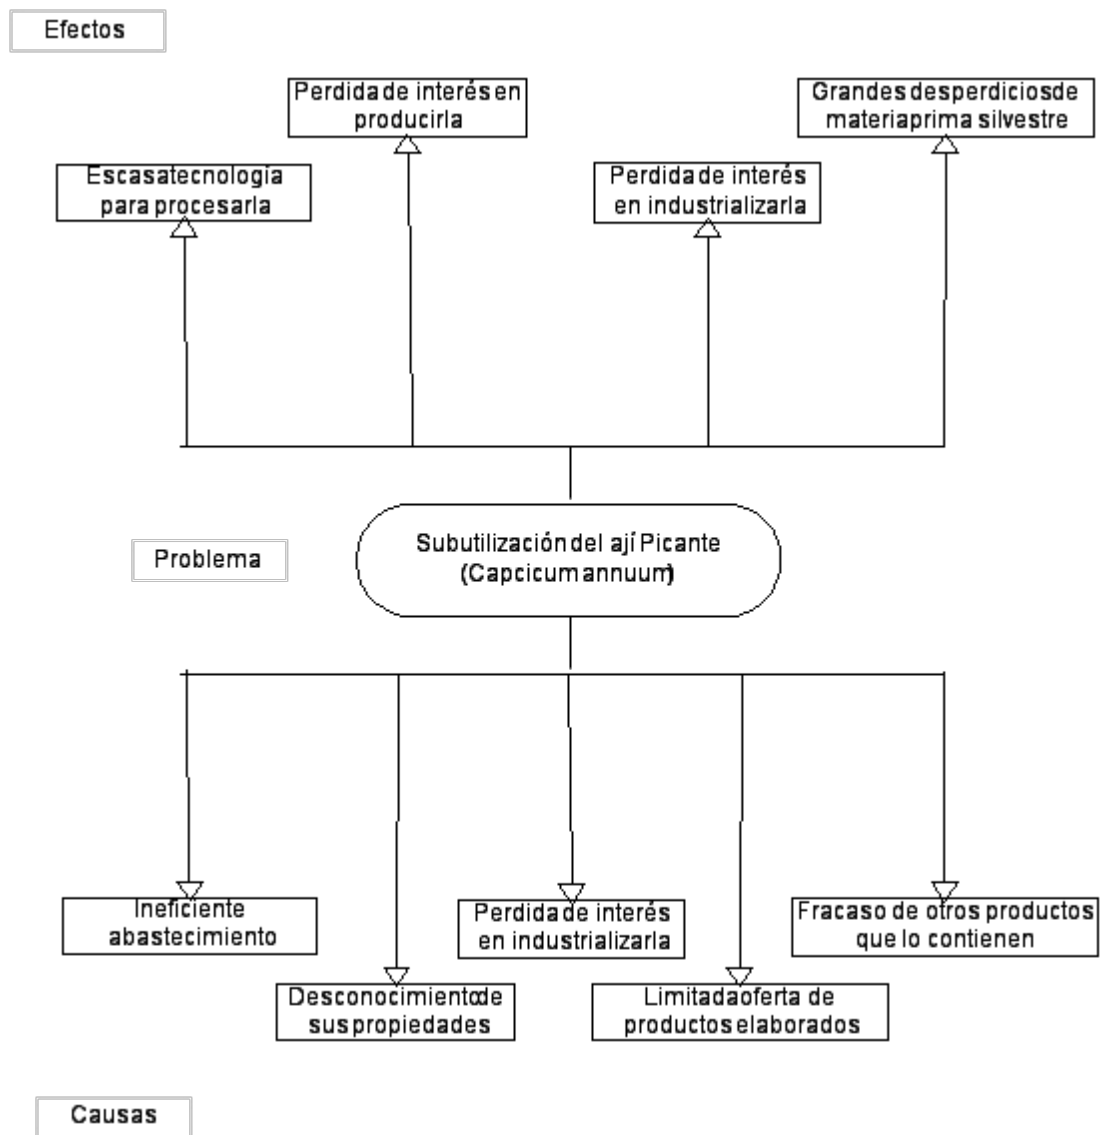 Efectos
Perdida de interés en
producirla
Grandes desperdicios de
materia prima silvestre
Escasa tecnología
para procesarla
Perdida de interés
en industrializarla
Problema
Subutilización del ají Picante
(Capcicum annuum)
Ineficiente
abastecimiento
Perdida de interés
en industrializarla
Fracaso de otros productos
que lo contienen
Desconocimiento de
sus propiedades
Limitada oferta de
productos elaborados
Causas